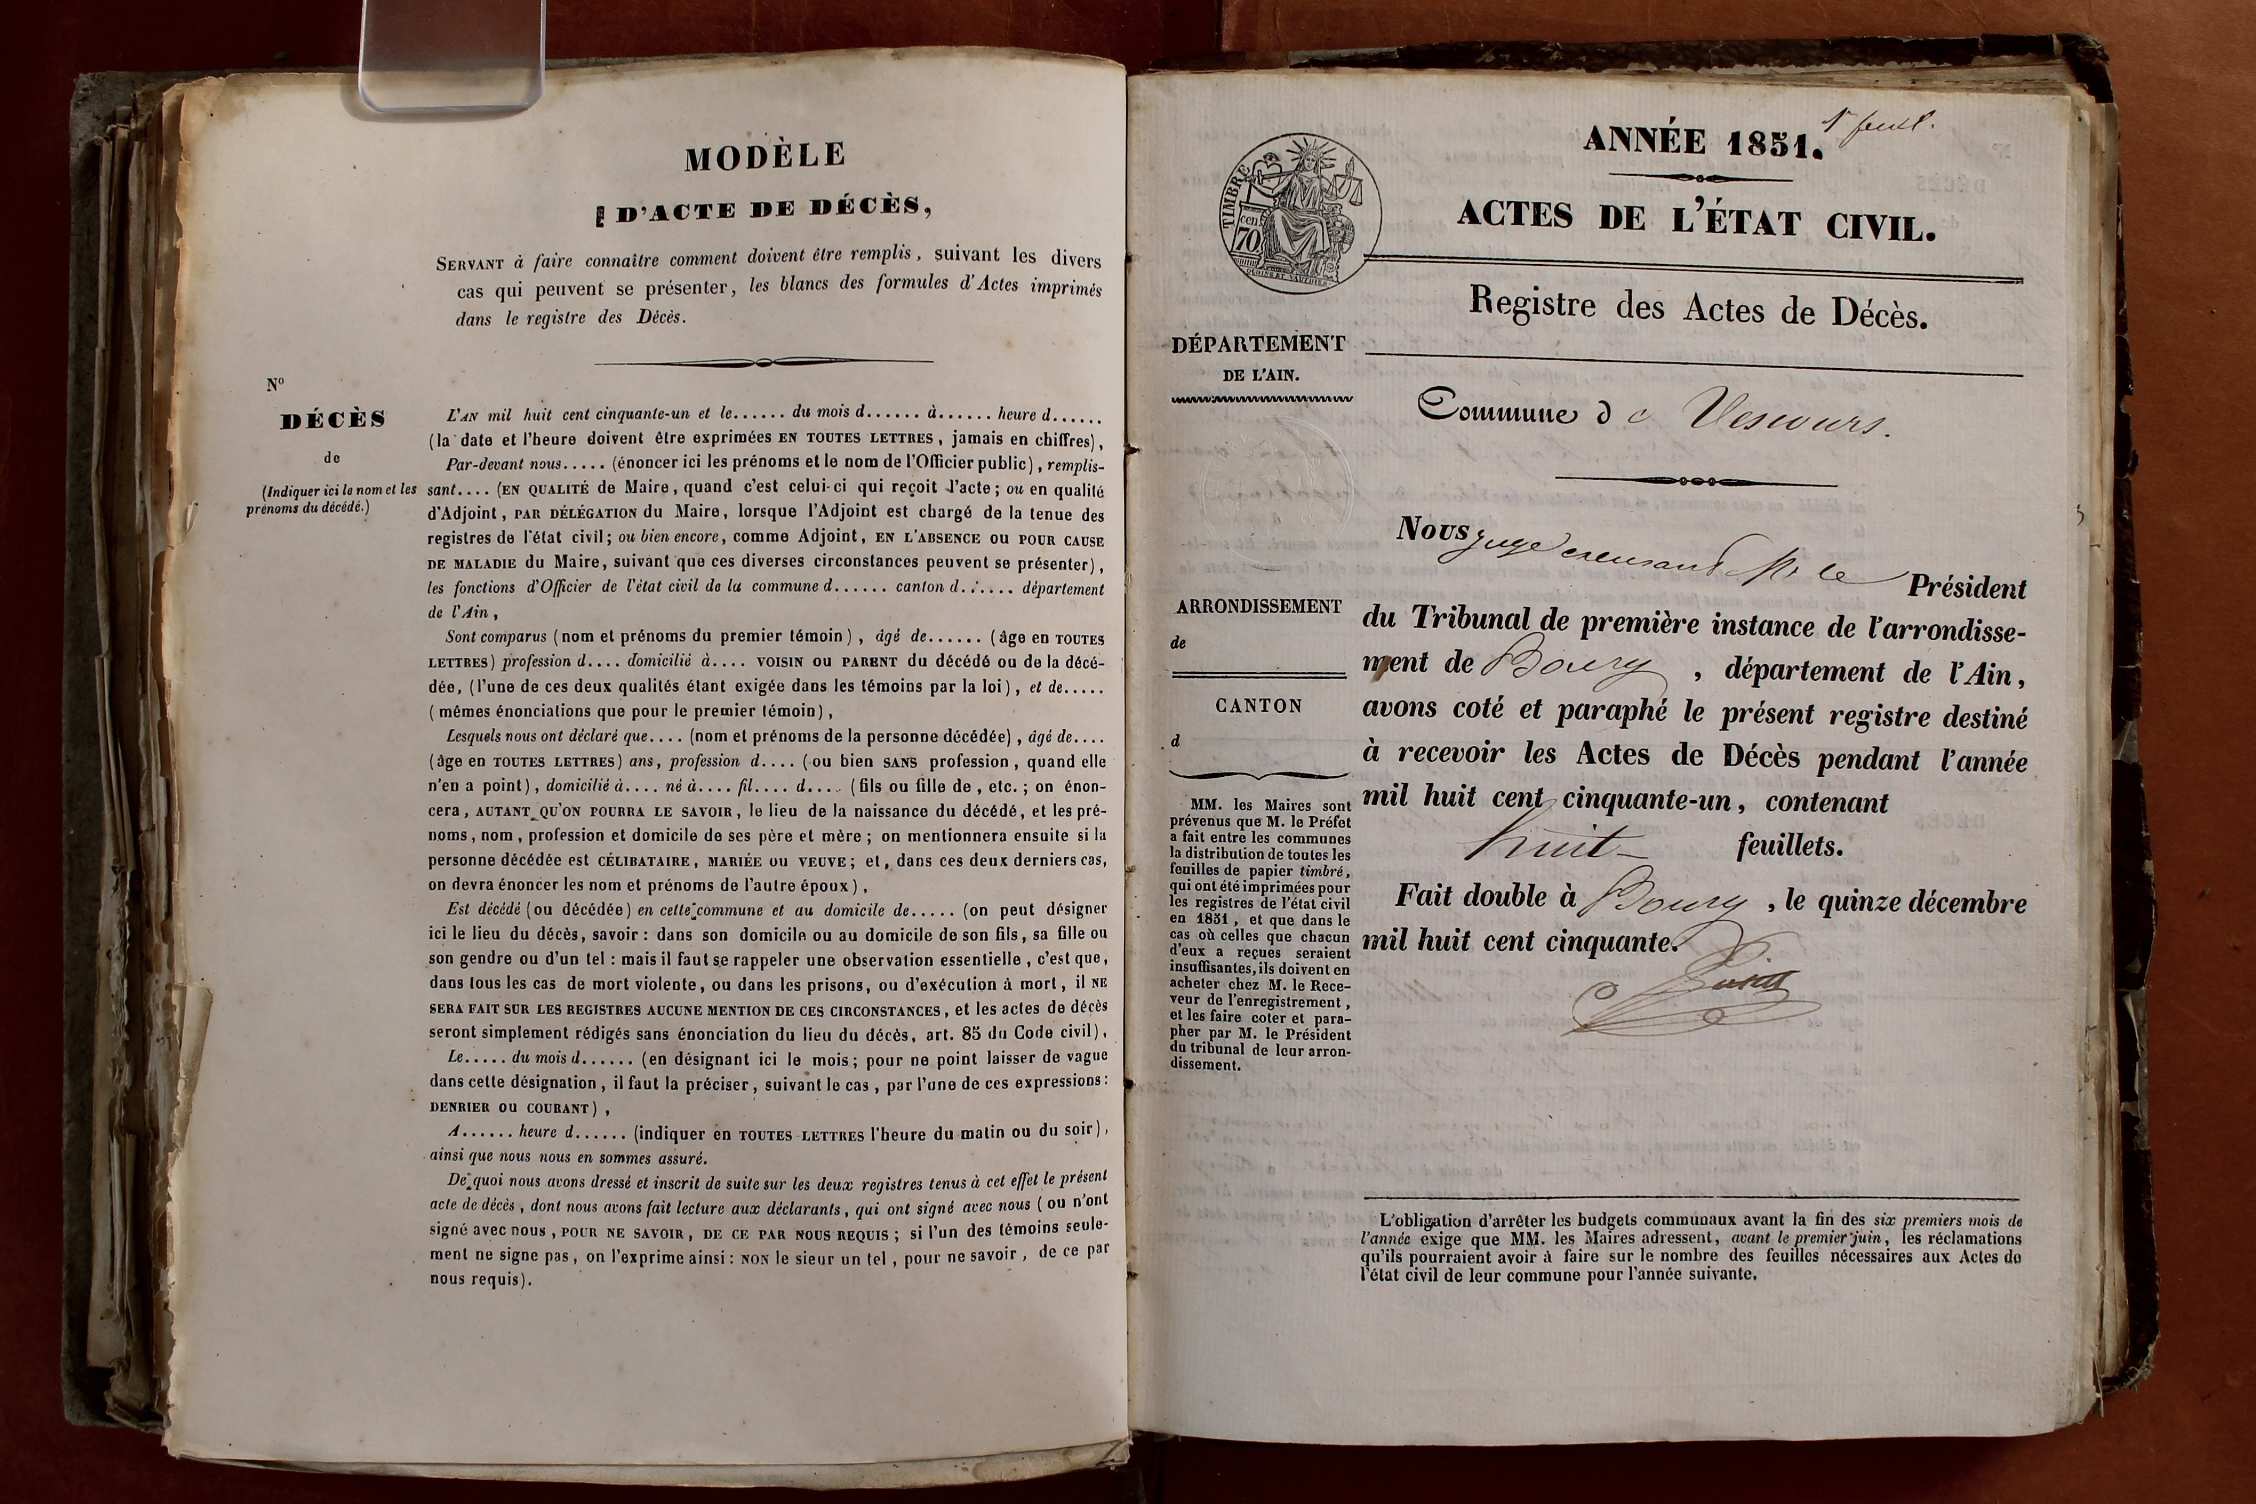 MODÈLE
D'ACTE DE DÉCÈS,
SERVANT à faire connaître comment doivent être remplis, suivant les divers
cas qui peuvent se présenter, les blancs des formules d'Actes imprimés
dans le registre des Décès.
No
DÉCÈS
de
(Indiquer ici le nom et les
prénoms du décédé.)
L'AN mil huit cent cinquante-un et le...... du mois d...... à...... heure d......
(la date et l'heure doivent être exprimées EN TOUTES LETTRES, jamais en chiffres),
Par-devant nous..... (énoncer ici les prénoms et le nom de l'Officier public), remplis-
sant.... (EN QUALITÉ de Maire, quand c'est celui-ci qui reçoit l'acte; ou en qualité
d'Adjoint, PAR DÉLÉGATION du Maire, lorsque l'Adjoint est chargé de la tenue des
registres de l'état civil; ou bien encore, comme Adjoint, EN L'ABSENCE OU POUR CAUSE
DE MALADIE du Maire, suivant que ces diverses circonstances peuvent se présenter),
les fonctions d'Officier de l'état civil de la commune d...... canton d...... département
de l'Ain,
Sont comparus (nom et prénoms du premier témoin), âgé de...... (âge en TOUTES
LETTRES) profession d.... domicilié à.... VOISIN OU PARENT du décédé ou de la décé-
dée, (l'une de ces deux qualités étant exigée dans les témoins par la loi), et de.....
(mêmes énonciations que pour le premier témoin),
Lesquels nous ont déclaré que.... (nom et prénoms de la personne décédée), âgé de....
(âge en TOUTES LETTRES) ans, profession d.... (ou bien SANS profession, quand elle
n'en a point), domicilié à.... né à.... fil.... d.... (fils ou fille de, etc.; on énon-
cera, AUTANT QU'ON POURRA LE SAVOIR, le lieu de la naissance du décédé, et les pré-
noms, nom, profession et domicile de ses père et mère; on mentionnera ensuite si la
personne décédée est CÉLIBATAIRE, MARIÉE OU VEUVE; et, dans ces deux derniers cas,
on devra énoncer les nom et prénoms de l'autre époux),
Est décédé (ou décédée) en cette commune et au domicile de..... (on peut désigner
ici le lieu du décès, savoir: dans son domicile ou au domicile de son fils, sa fille ou
son gendre ou d'un tel: mais il faut se rappeler une observation essentielle, c'est que,
dans tous les cas de mort violente, ou dans les prisons, ou d'exécution à mort, il NE
SERA FAIT SUR LES REGISTRES AUCUNE MENTION DE CES CIRCONSTANCES, et les actes de décès
seront simplement rédigés sans énonciation du lieu du décès, art. 85 du Code civil),
Le..... du mois d...... (en désignant ici le mois; pour ne point laisser de vague
dans cette désignation, il faut la préciser, suivant le cas, par l'une de ces expressions:
DENRIER OU COURANT),
A...... heure d...... (indiquer en TOUTES LETTRES l'heure du matin ou du soir),
ainsi que nous nous en sommes assuré.
De quoi nous avons dressé et inscrit de suite sur les deux registres tenus à cet effet le présent
acte de décès, dont nous avons fait lecture aux déclarants, qui ont signé avec nous (ou n'ont
signé avec nous, POUR NE SAVOIR, DE CE PAR NOUS REQUIS; si l'un des témoins seule-
ment ne signe pas, on l'exprime ainsi: NON le sieur un tel, pour ne savoir, de ce par
nous requis).
1r feuil.
ANNÉE 1851.
TIMBRE
cen
70
ACTES DE L'ÉTAT CIVIL.
Registre des Actes de Décès.
DÉPARTEMENT
DE L'AIN.
Commune de Vescours.
ARRONDISSEMENT
de
CANTON
d
MM. les Maires sont
prévenus que M. le Préfet
a fait entre les communes
la distribution de toutes les
feuilles de papier timbré,
qui ont été imprimées pour
les registres de l'état civil
en 1851, et que dans le
cas où celles que chacun
d'eux a reçues seraient
insuffisantes, ils doivent en
acheter chez M. le Rece-
veur de l'enregistrement,
et les faire coter et para-
pher par M. le Président
du tribunal de leur arron-
dissement.
Nous juge M. le Président
du Tribunal de première instance de l'arrondisse-
ment de Bourg, département de l'Ain,
avons coté et paraphé le présent registre destiné
à recevoir les Actes de Décès pendant l'année
mil huit cent cinquante-un, contenant
huit feuillets.
Fait double à Bourg, le quinze décembre
mil huit cent cinquante.
L'obligation d'arrêter les budgets communaux avant la fin des six premiers mois de
l'année exige que MM. les Maires adressent, avant le premier juin, les réclamations
qu'ils pourraient avoir à faire sur le nombre des feuilles nécessaires aux Actes de
l'état civil de leur commune pour l'année suivante.